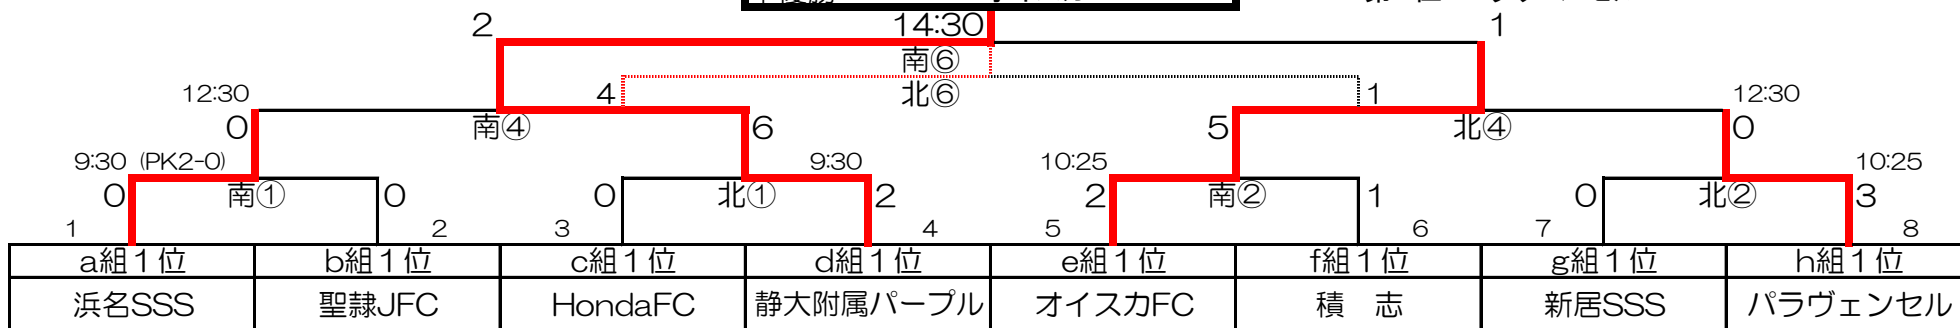 2 14:30 1
南⑥
12:30 4 北⑥ 1 12:30
0 南④ 6 5 北④ 0
9:30 (PK2-0) 9:30 10:25 10:25
0 南① 0 0 北① 2 2 南② 1 0 北② 3
1 2 3 4 5 6 7 8
a組1位 b組1位 c組1位 d組1位 e組1位 f組1位 g組1位 h組1位
浜名SSS 聖隷JFC HondaFC 静大附属パープル オイスカFC 積 志 新居SSS パラヴェンセル